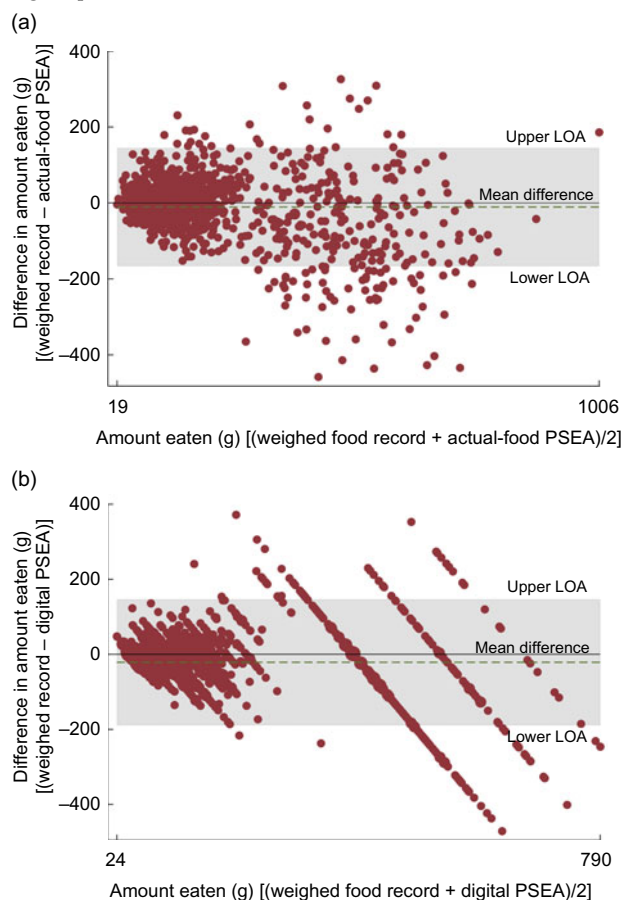 (a)
400
200
0
–200
–400
Difference in amount eaten (g)
[(weighed record – actual-food PSEA)]
Upper LOA
Mean difference
Lower LOA
19
1006
Amount eaten (g) [(weighed food record + actual-food PSEA)/2]
(b)
400
200
0
–200
–400
Difference in amount eaten (g)
[(weighed record – digital PSEA)]
Upper LOA
Mean difference
Lower LOA
24
790
Amount eaten (g) [(weighed food record + digital PSEA)/2]